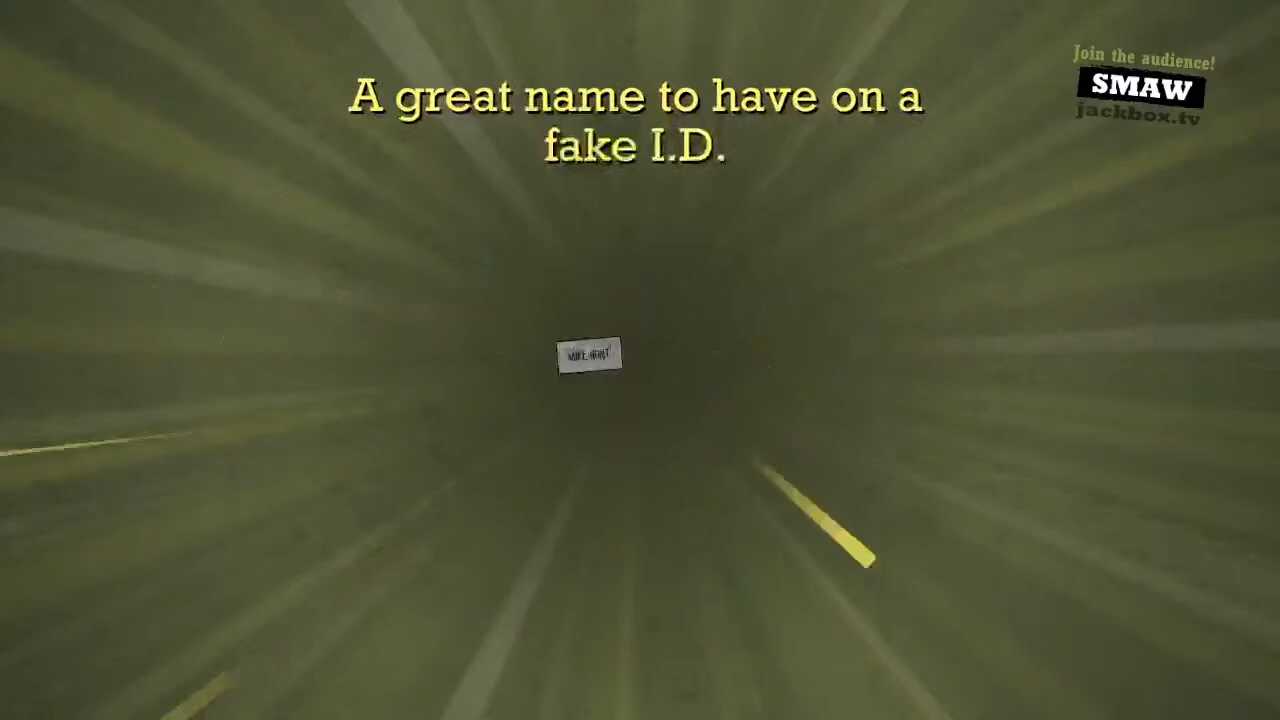 Join the audience!
SMAW
jackbox.tv
A great name to have on a
fake I.D.